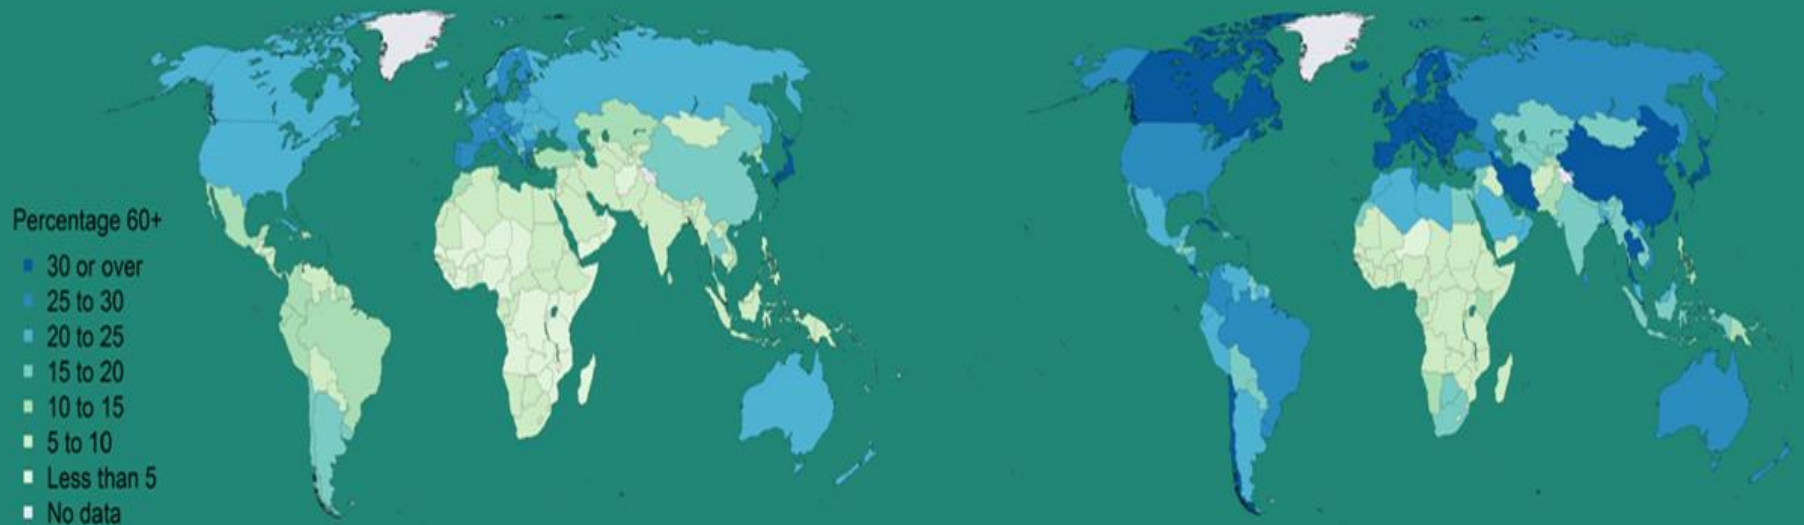 Percentage 60+
30 or over
25 to 30
20 to 25
15 to 20
10 to 15
5 to 10
Less than 5
No data